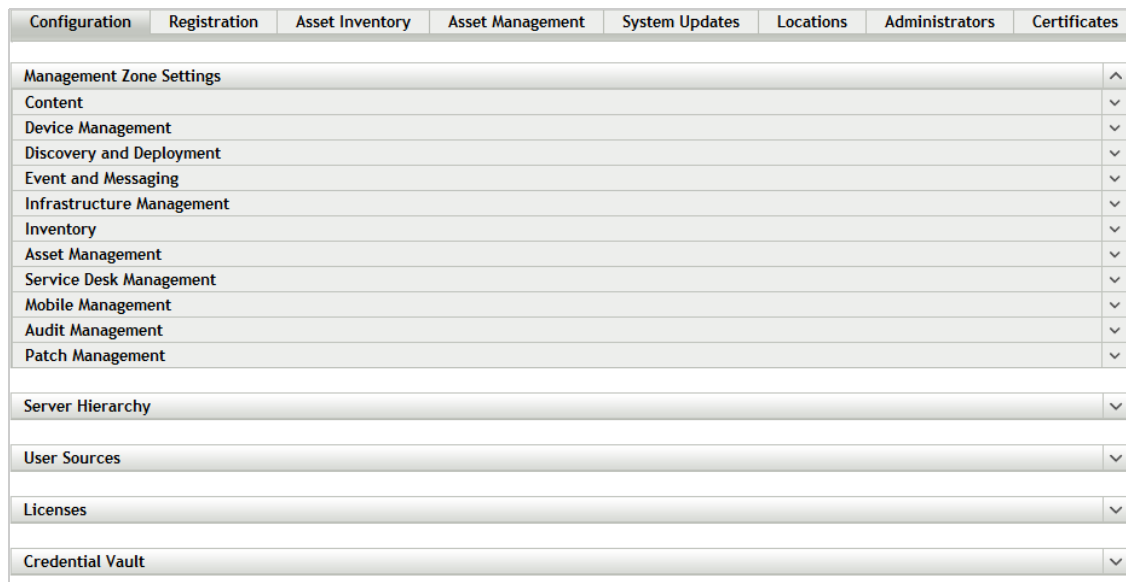 Configuration Registration Asset Inventory Asset Management System Updates Locations Administrators Certificates
Management Zone Settings
Content
Device Management
Discovery and Deployment
Event and Messaging
Infrastructure Management
Inventory
Asset Management
Service Desk Management
Mobile Management
Audit Management
Patch Management
Server Hierarchy
User Sources
Licenses
Credential Vault